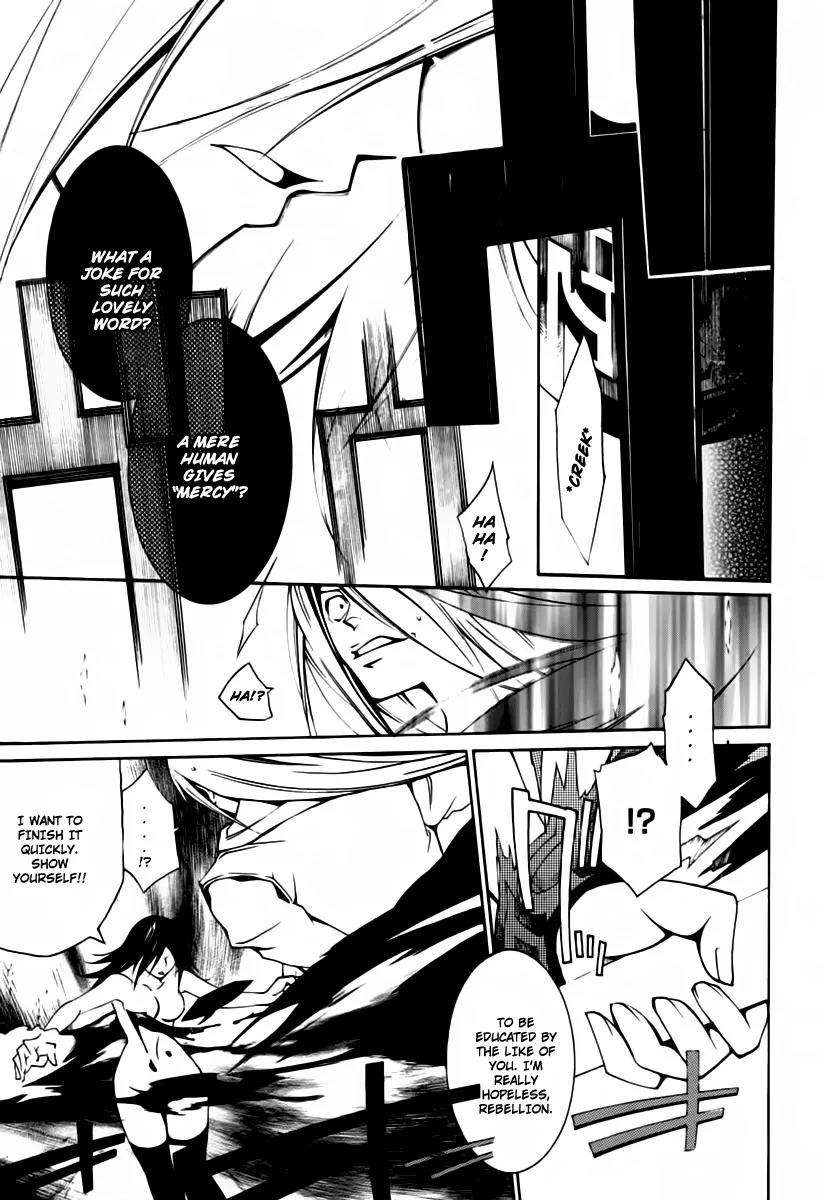 *CREEK*
HA
HA
!
WHAT A
JOKE FOR
SUCH
LOVELY
WORD?
A MERE
HUMAN
GIVES
"MERCY"?
HA!?
. . . .
!?
TO BE
EDUCATED BY
THE LIKE OF
YOU. I'M
REALLY
HOPELESS,
REBELLION.
. . . .
!?
I WANT TO
FINISH IT
QUICKLY.
SHOW
YOURSELF!!